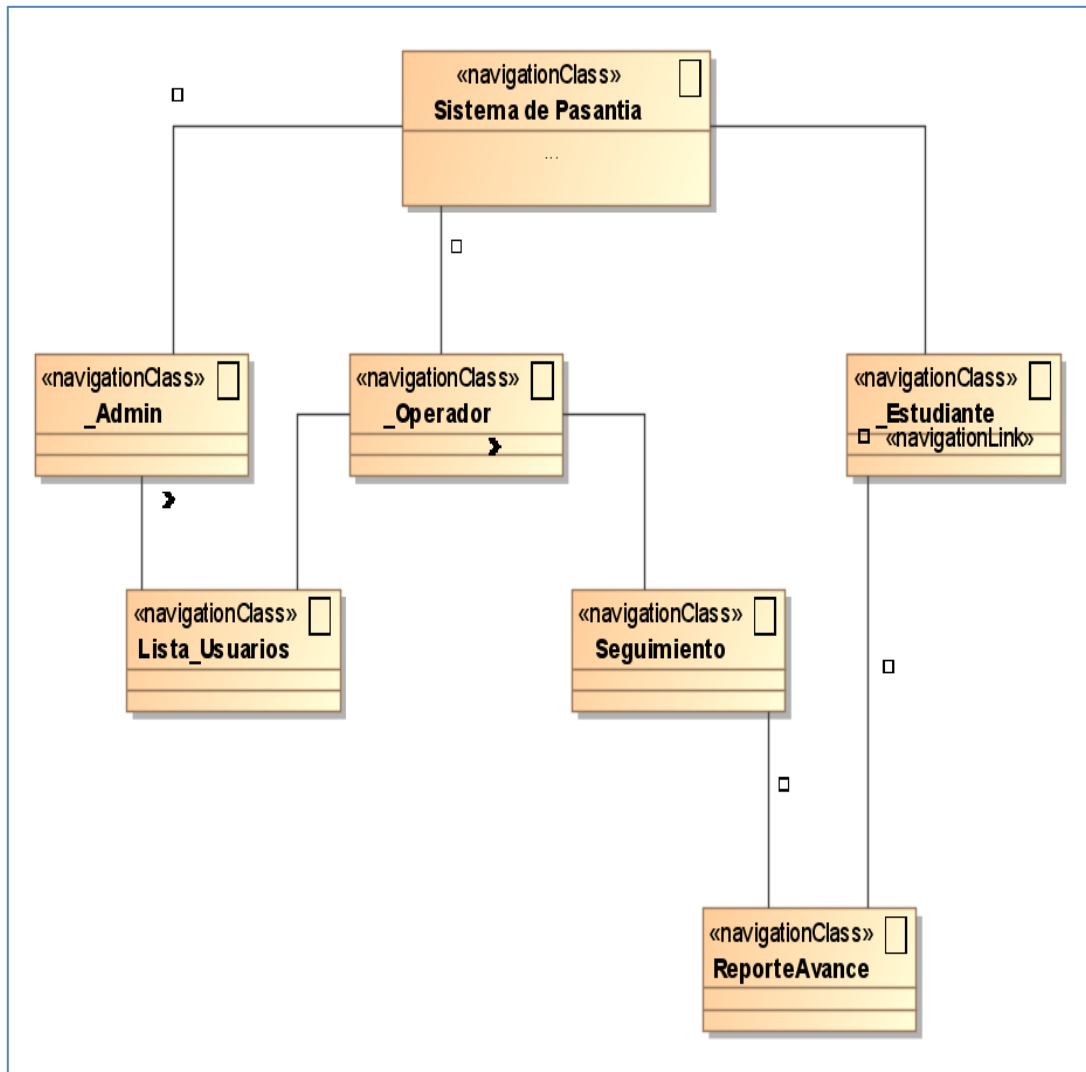 «navigationClass»
Sistema de Pasantia
...
«navigationClass»
_Admin
«navigationClass»
_Operador
«navigationClass»
_Estudiante
«navigationLink»
«navigationClass»
Lista_Usuarios
«navigationClass»
Seguimiento
«navigationClass»
ReporteAvance